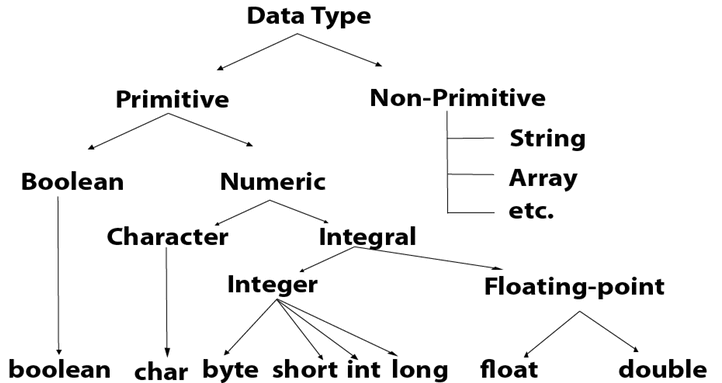 Data Type
Primitive
Non-Primitive
String
Array
etc.
Boolean
Numeric
Character
Integral
Integer
Floating-point
boolean
char
byte
short
int
long
float
double